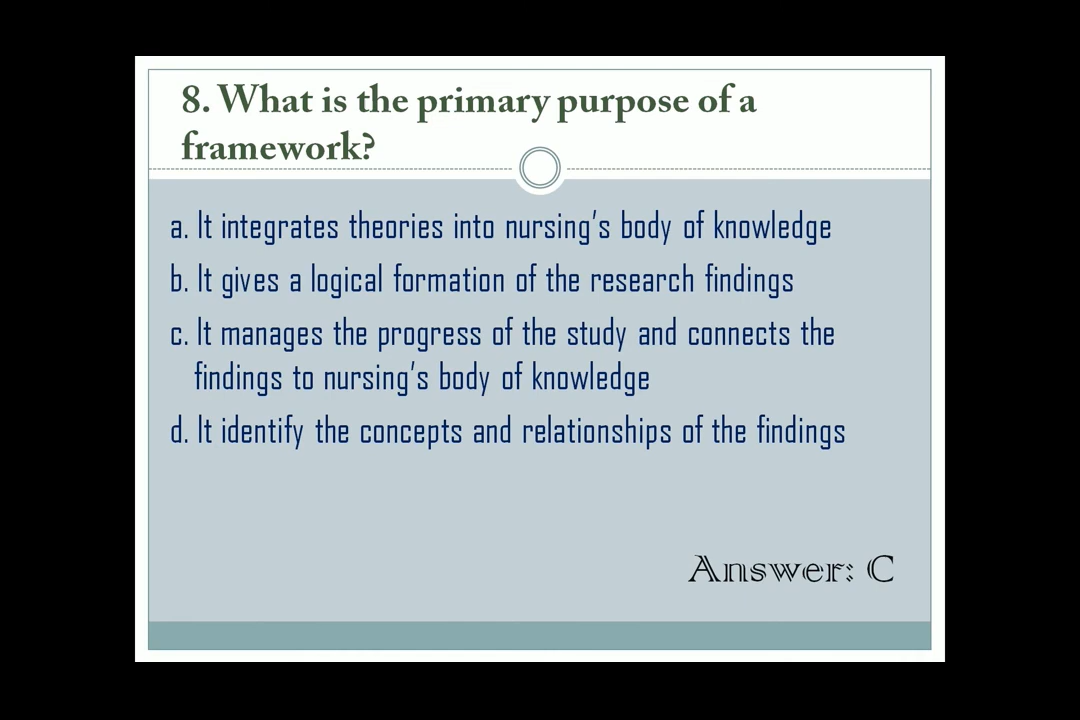 8. What is the primary purpose of a
framework?
a. It integrates theories into nursing's body of knowledge
b. It gives a logical formation of the research findings
c. It manages the progress of the study and connects the
findings to nursing's body of knowledge
d. It identify the concepts and relationships of the findings
Answer: C